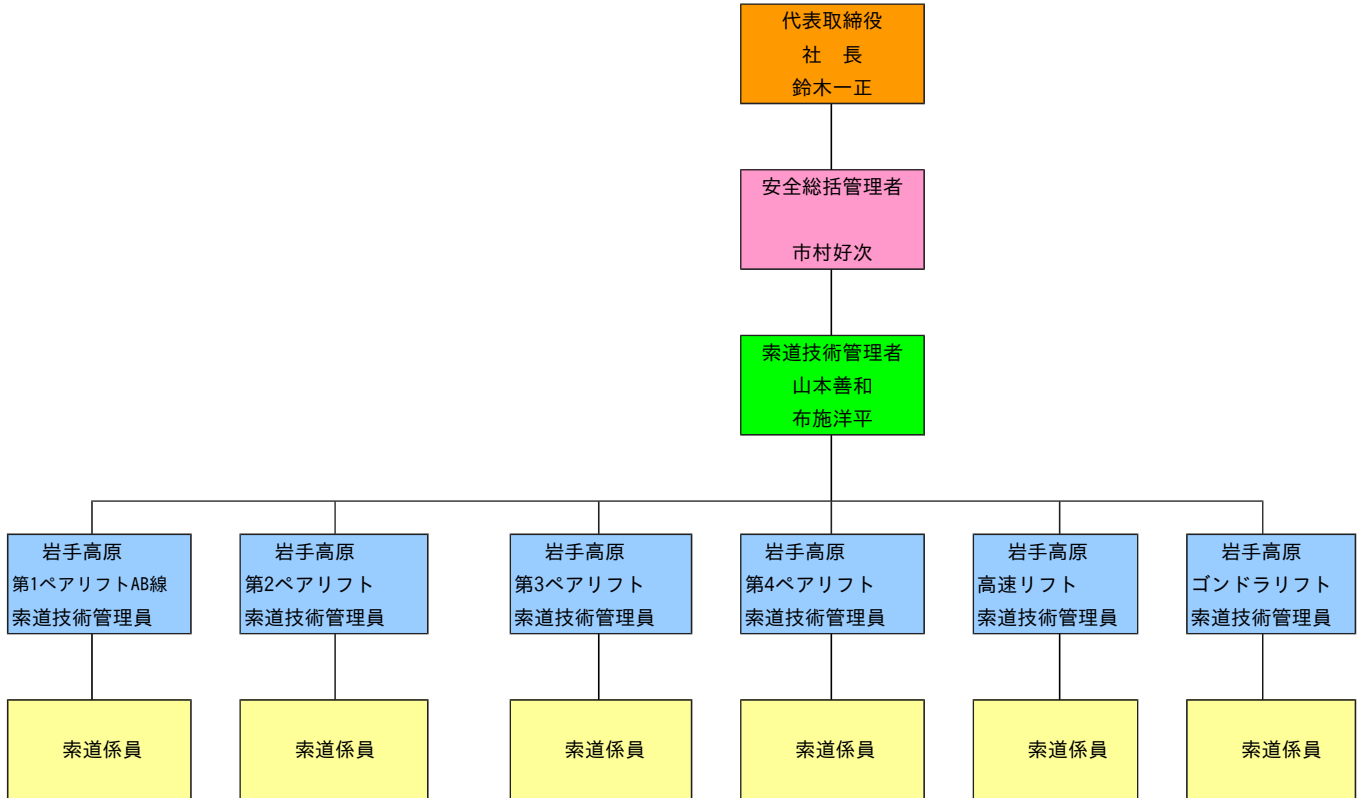 代表取締役
社　長
鈴木一正
安全総括管理者
市村好次
索道技術管理者
山本善和
布施洋平
岩手高原
第1ペアリフトAB線
索道技術管理員
岩手高原
第2ペアリフト
索道技術管理員
岩手高原
第3ペアリフト
索道技術管理員
岩手高原
第4ペアリフト
索道技術管理員
岩手高原
高速リフト
索道技術管理員
岩手高原
ゴンドラリフト
索道技術管理員
索道係員
索道係員
索道係員
索道係員
索道係員
索道係員